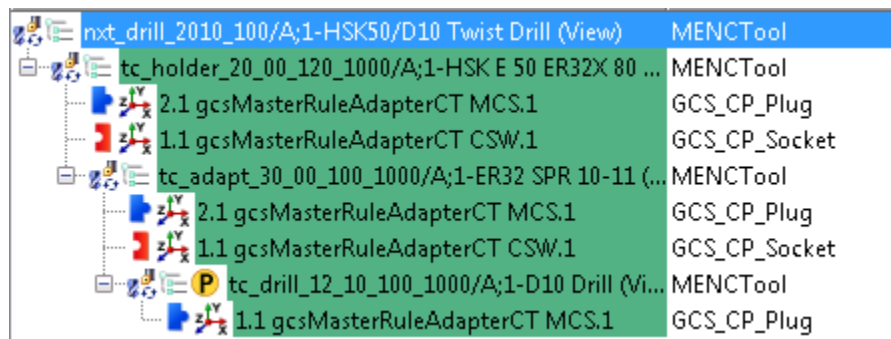 nxt_drill_2010_100/A;1-HSK50/D10 Twist Drill (View) MENCTool
tc_holder_20_00_120_1000/A;1-HSK E 50 ER32X 80 ... MENCTool
2.1 gcsMasterRuleAdapterCT MCS.1 GCS_CP_Plug
1.1 gcsMasterRuleAdapterCT CSW.1 GCS_CP_Socket
tc_adapt_30_00_100_1000/A;1-ER32 SPR 10-11 (... MENCTool
2.1 gcsMasterRuleAdapterCT MCS.1 GCS_CP_Plug
1.1 gcsMasterRuleAdapterCT CSW.1 GCS_CP_Socket
P tc_drill_12_10_100_1000/A;1-D10 Drill (Vi... MENCTool
1.1 gcsMasterRuleAdapterCT MCS.1 GCS_CP_Plug